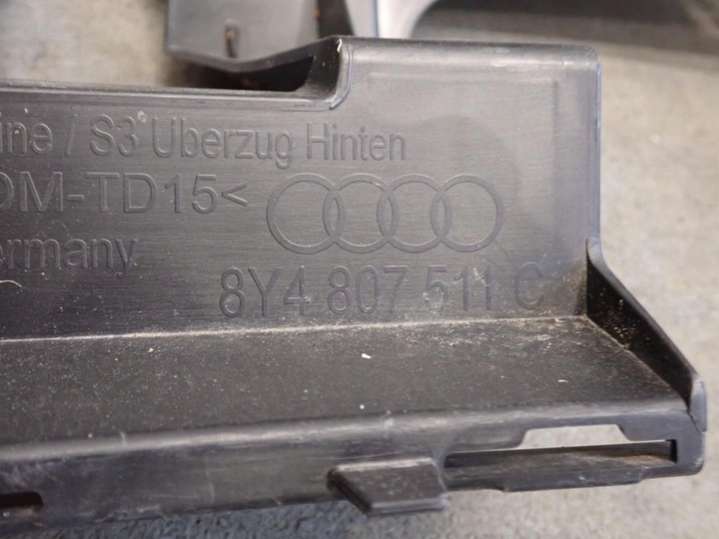 ine / S3 Überzug Hinten
DM-TD15<
ermany
8Y4 807 511 C